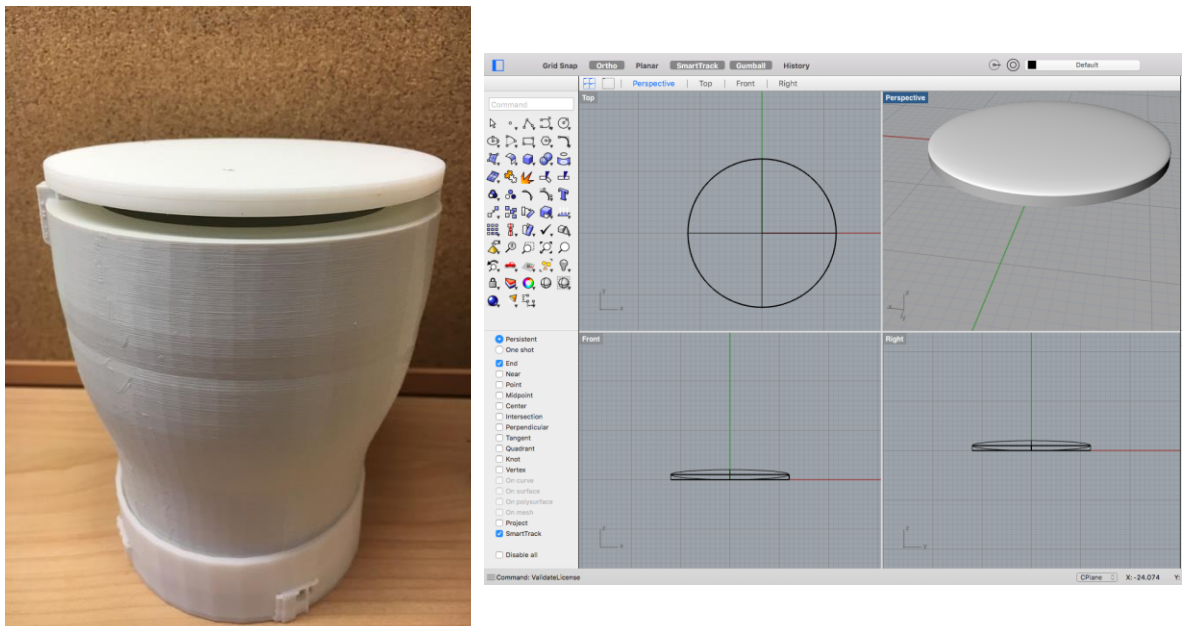 Grid Snap Ortho Planar SmartTrack Gumball History Default
Perspective Top Front Right
Command
Top
Perspective
Persistent
One shot
End
Near
Point
Midpoint
Center
Intersection
Perpendicular
Tangent
Quadrant
Knot
Vertex
On curve
On surface
On polysurface
On mesh
Project
SmartTrack
Disable all
Front
Right
Command: ValidateLicense CPlane X: -24.074 Y: